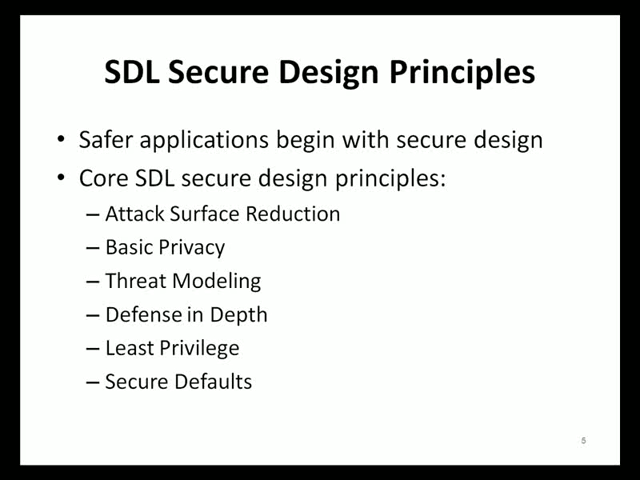 SDL Secure Design Principles
• Safer applications begin with secure design
• Core SDL secure design principles:
– Attack Surface Reduction
– Basic Privacy
– Threat Modeling
– Defense in Depth
– Least Privilege
– Secure Defaults
5